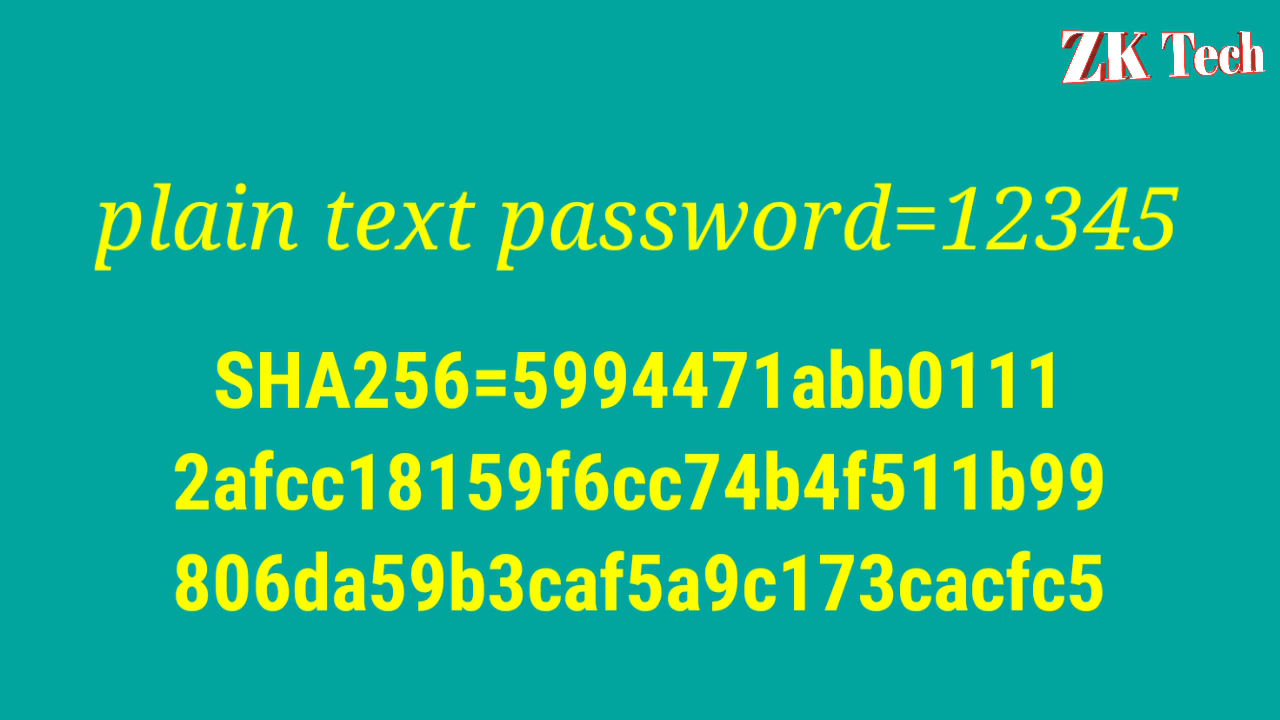 ZK Tech
plain text password=12345
SHA256=5994471abb0111
2afcc18159f6cc74b4f511b99
806da59b3caf5a9c173cacfc5